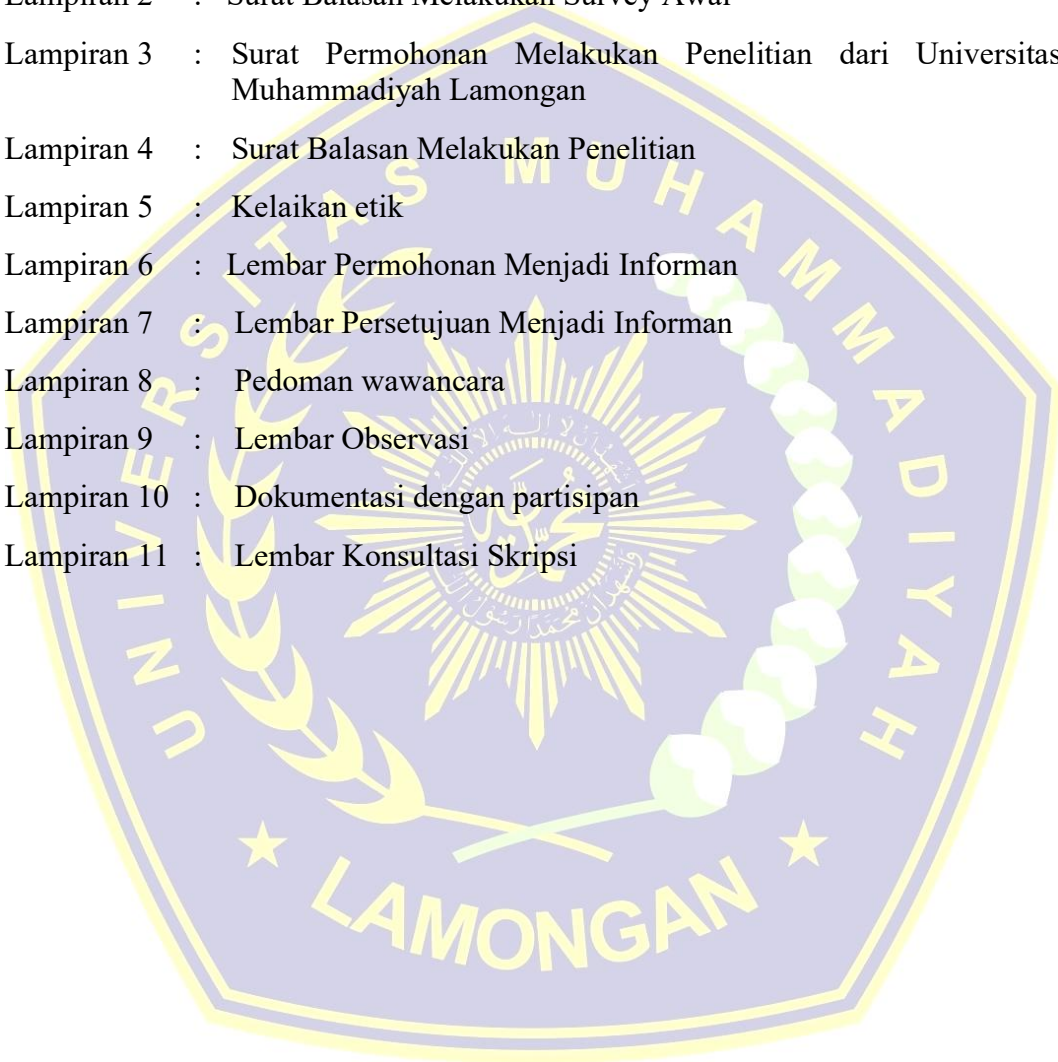 Lampiran 2 : Surat Balasan Melakukan Survey Awal
Lampiran 3 : Surat Permohonan Melakukan Penelitian dari Universitas
Muhammadiyah Lamongan
Lampiran 4 : Surat Balasan Melakukan Penelitian
Lampiran 5 : Kelaikan etik
Lampiran 6 : Lembar Permohonan Menjadi Informan
Lampiran 7 : Lembar Persetujuan Menjadi Informan
Lampiran 8 : Pedoman wawancara
Lampiran 9 : Lembar Observasi
Lampiran 10 : Dokumentasi dengan partisipan
Lampiran 11 : Lembar Konsultasi Skripsi
UNIVERSITAS MUHAMMADIYAH
LAMONGAN